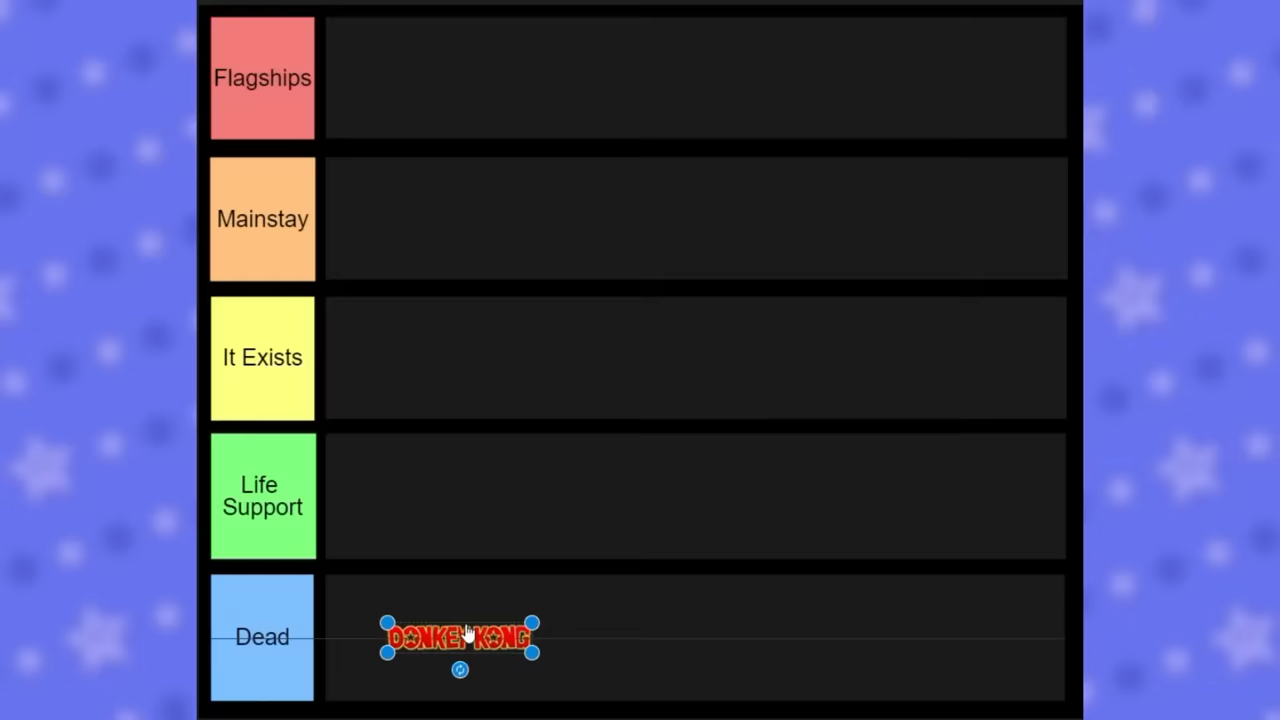 Flagships
Mainstay
It Exists
Life
Support
Dead
DONKEY KONG